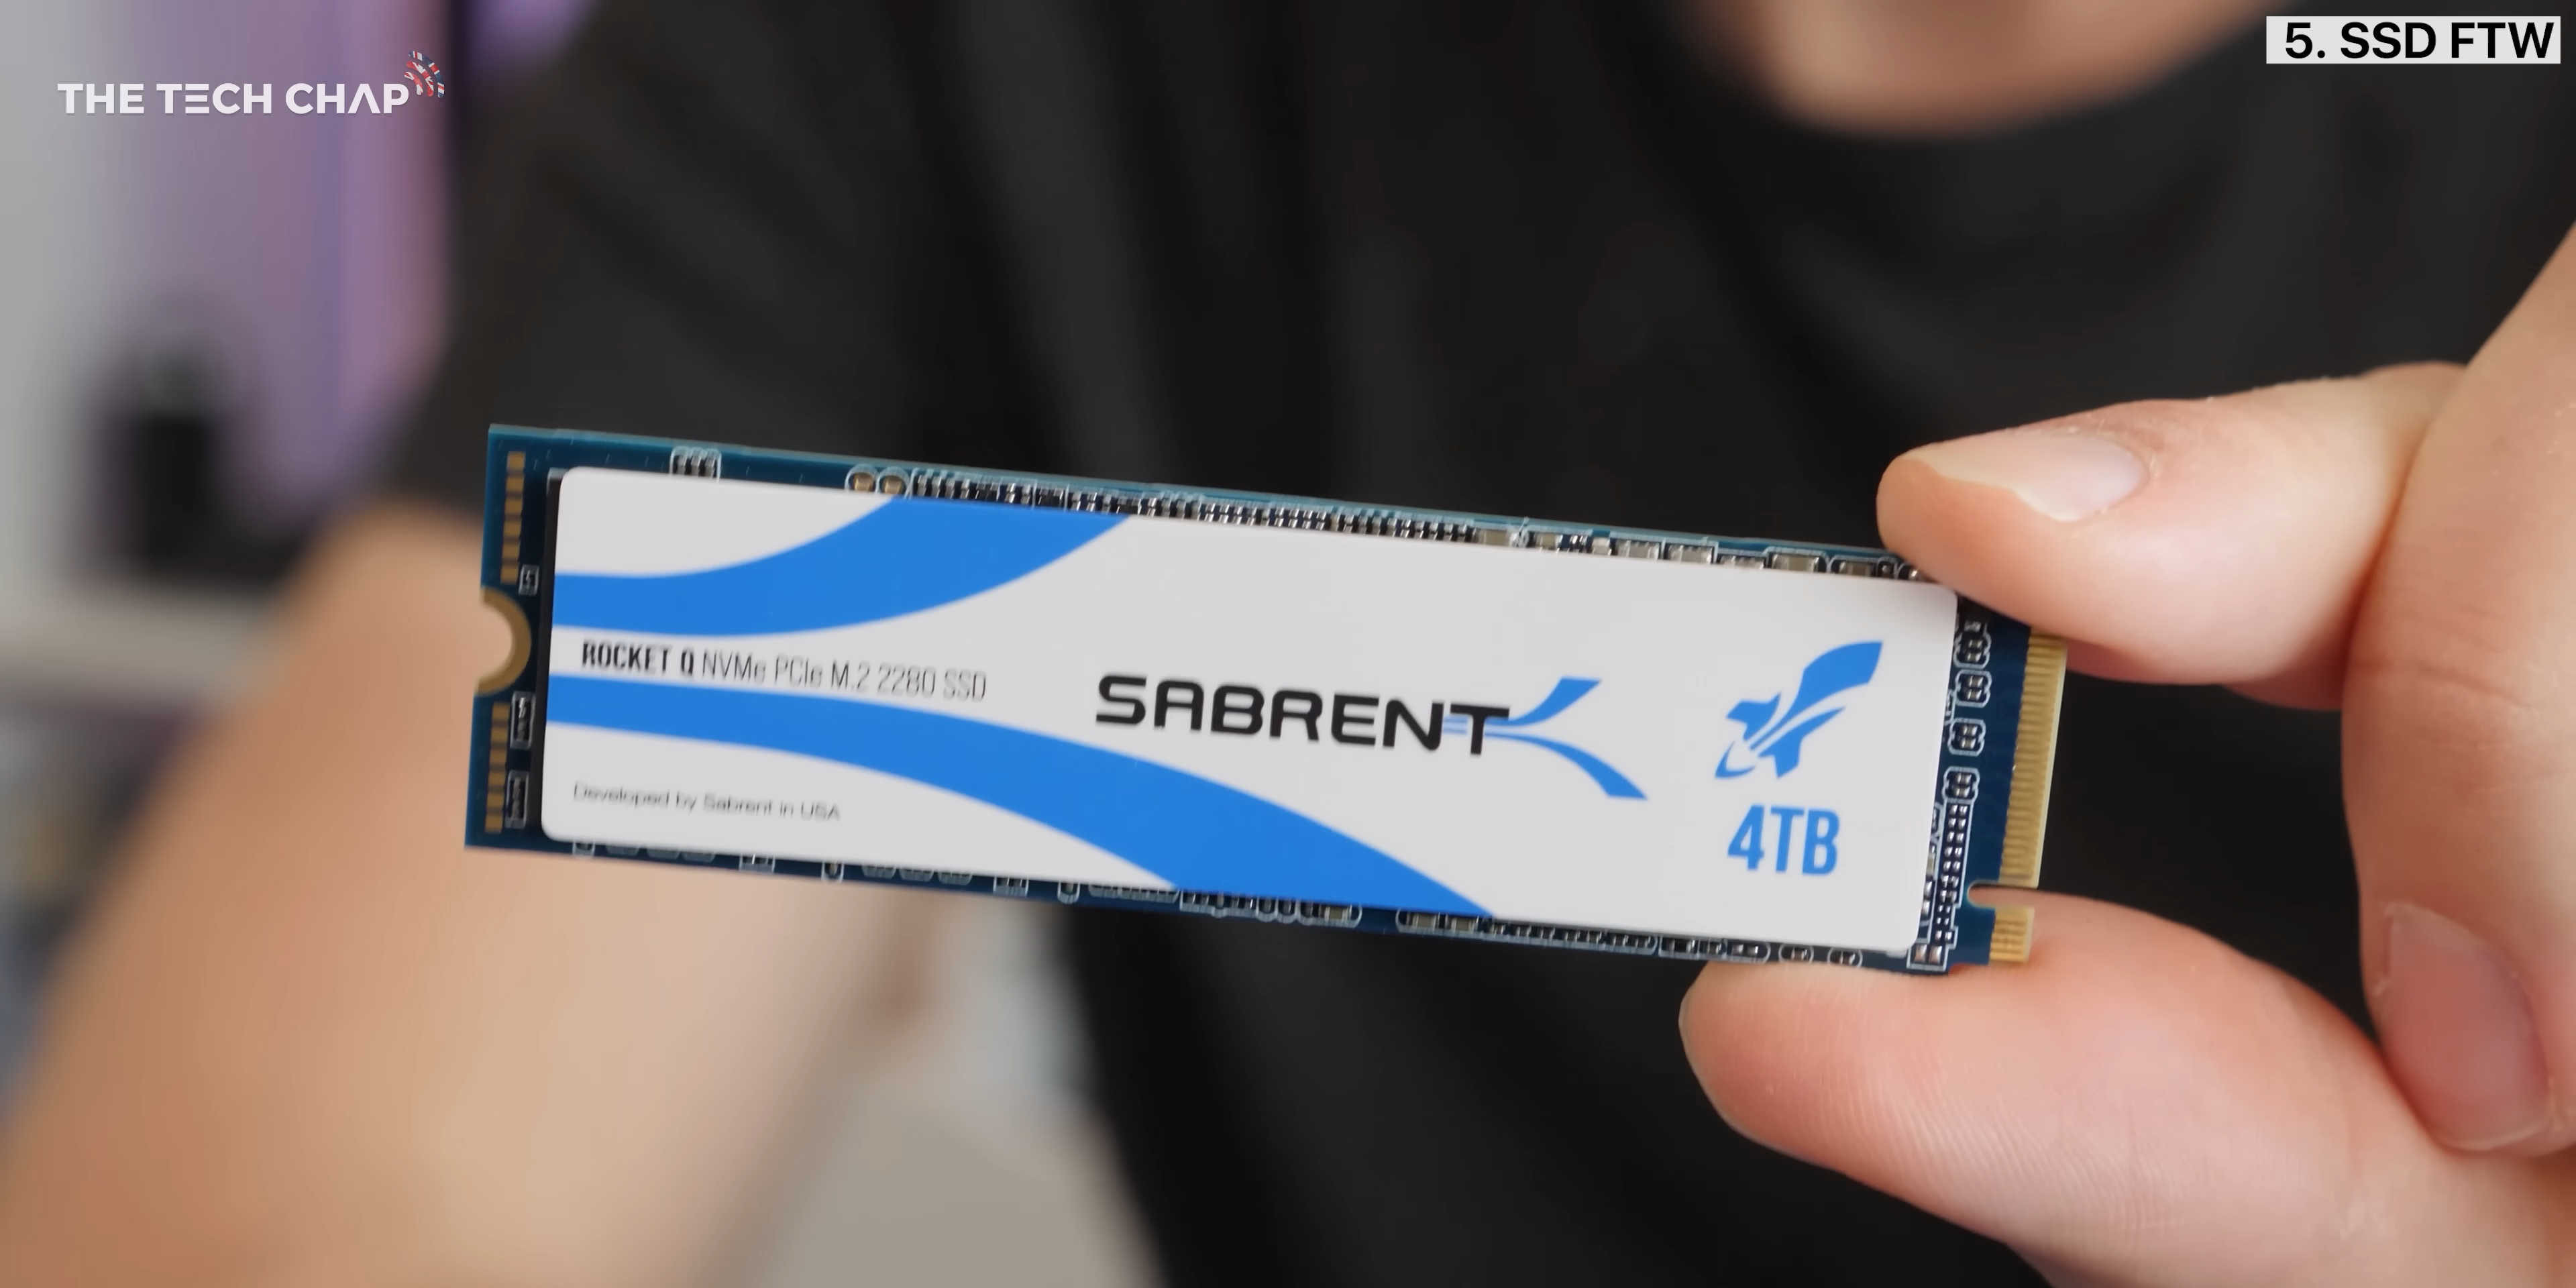 THE TECH CHAP
5. SSD FTW
ROCKET Q NVMe PCIe M.2 2280 SSD
SABRENT
4TB
Developed by Sabrent in USA